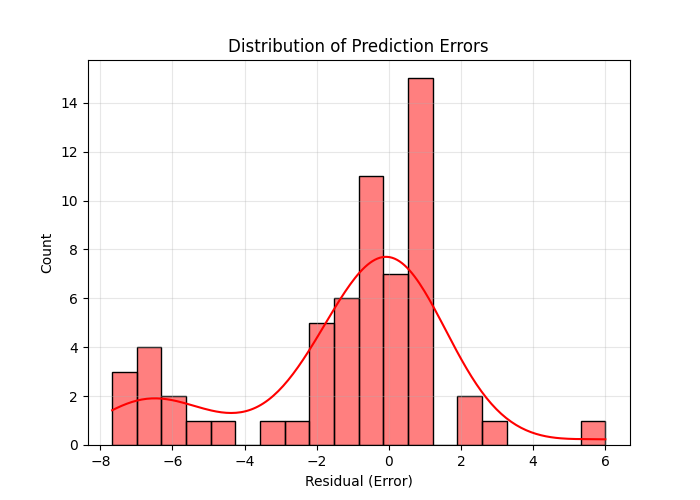 Distribution of Prediction Errors
14
12
10
8
6
4
2
0
Count
−8 −6 −4 −2 0 2 4 6
Residual (Error)